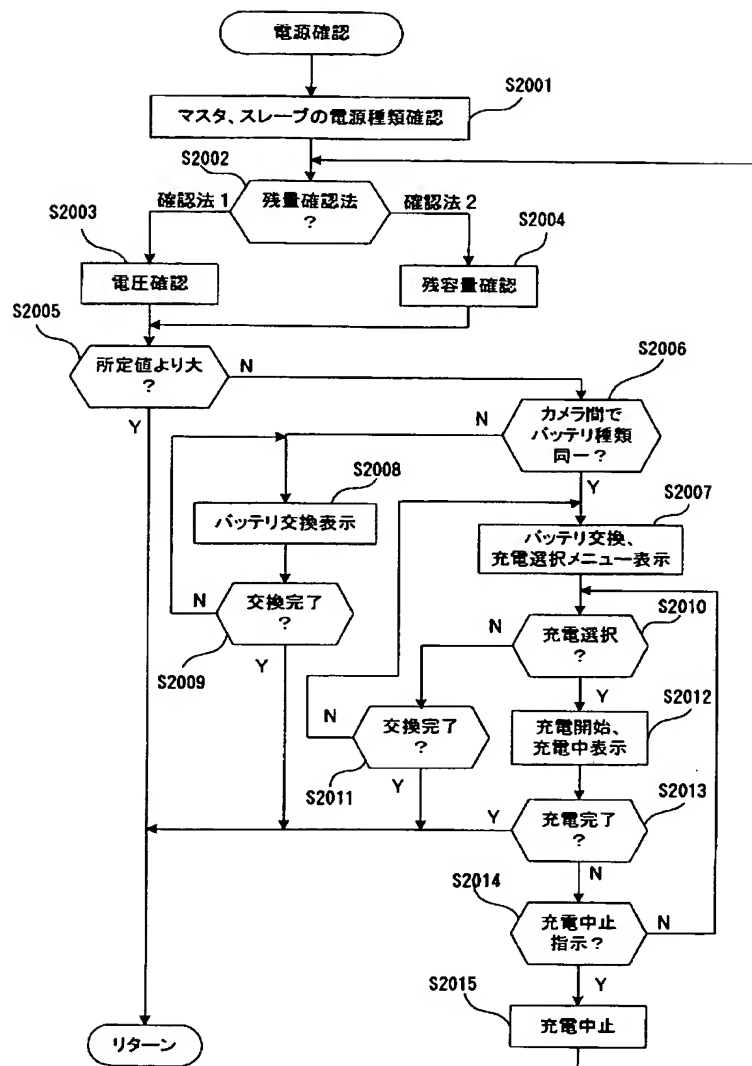 電源確認
S2001
マスタ、スレーブの電源種類確認
S2002
残量確認法
?
確認法1
確認法2
S2003
電圧確認
S2004
残容量確認
S2005
所定値より大
?
N
Y
S2006
カメラ間で
バッテリ種類
同一?
N
Y
S2008
バッテリ交換表示
S2007
バッテリ交換、
充電選択メニュー表示
交換完了
?
N
Y
S2009
S2010
充電選択
?
N
Y
S2012
充電開始、
充電中表示
交換完了
?
N
Y
S2011
S2013
充電完了
?
Y
N
S2014
充電中止
指示?
N
Y
S2015
充電中止
リターン